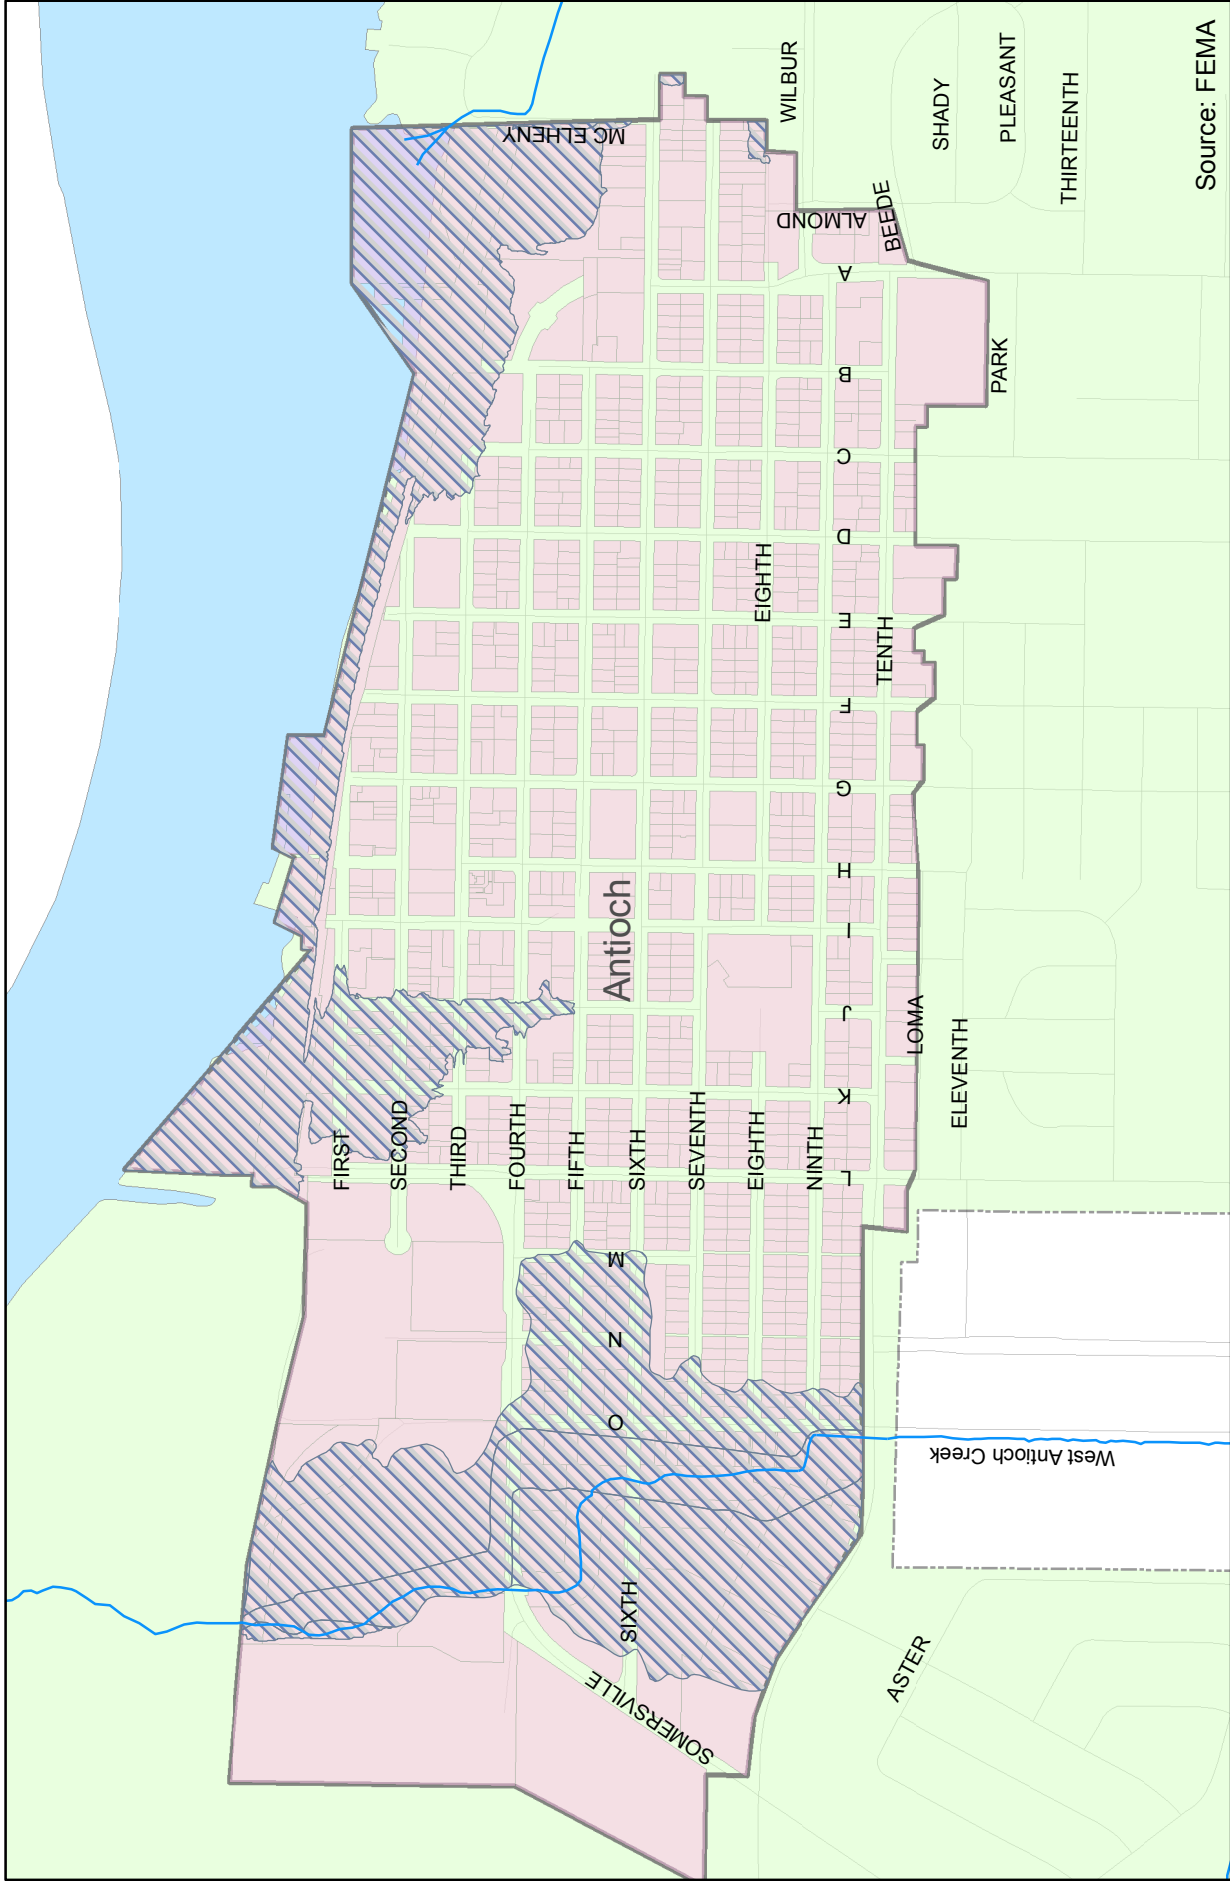 FIRST
SECOND
THIRD
FOURTH
FIFTH
SIXTH
SEVENTH
EIGHTH
NINTH
SIXTH
SOMERSVILLE
Antioch
EIGHTH
TENTH
LOMA
ELEVENTH
O
N
M
L
K
J
I
H
G
F
E
D
C
B
A
MC ELHENY
ALMOND
BEEDE
WILBUR
SHADY
PLEASANT
THIRTEENTH
PARK
ASTER
West Antioch Creek
Source: FEMA